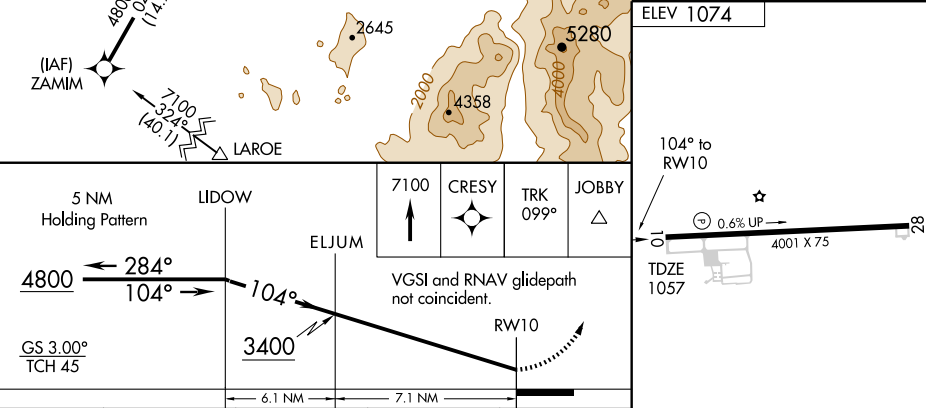 4800
(14.
2645
5280
(IAF)
ZAMIM
4000
2000
4358
7100
324°
(40.1)
LAROE
ELEV 1074
104° to
RW10
P
0.6% UP
10
28
4001 X 75
TDZE
1057
5 NM
Holding Pattern
LIDOW
ELJUM
7100
CRESY
TRK
099°
JOBBY
4800
284°
104°
104°
VGSI and RNAV glidepath
not coincident.
RW10
3400
GS 3.00°
TCH 45
6.1 NM
7.1 NM